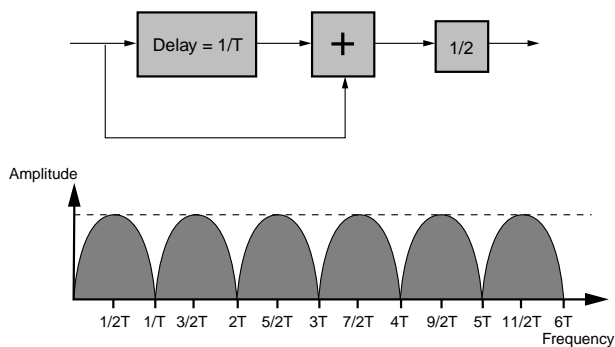 Delay = 1/T
+
1/2
Amplitude
1/2T 1/T 3/2T 2T 5/2T 3T 7/2T 4T 9/2T 5T 11/2T 6T
Frequency